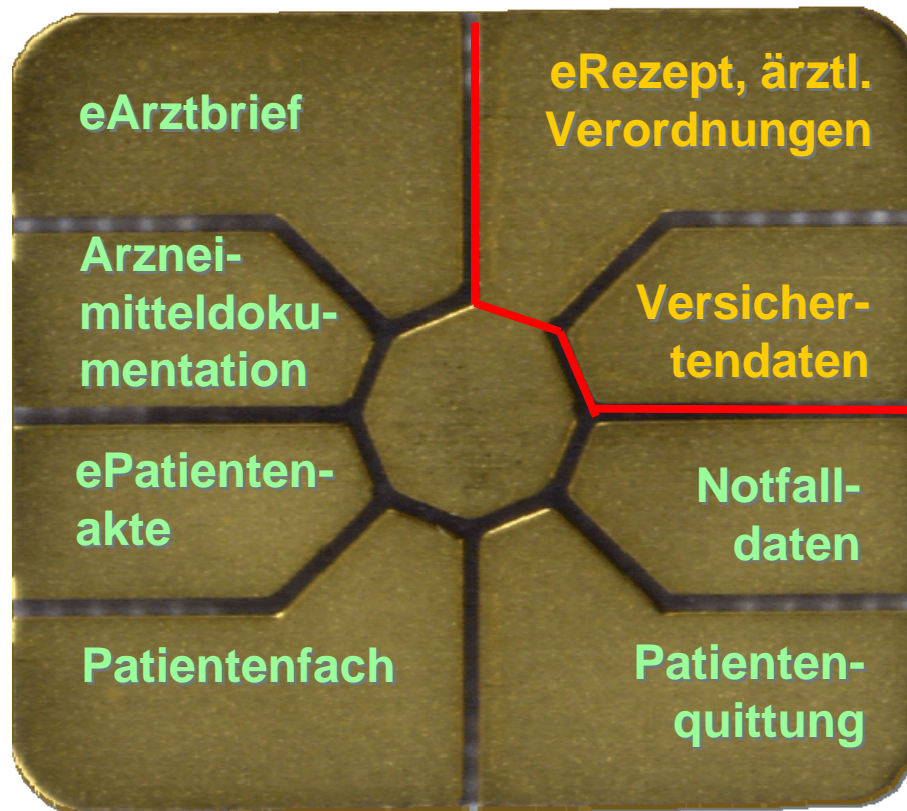 eArztbrief
eRezept, ärztl.
Verordnungen
Arznei-
mitteldoku-
mentation
Versicher-
tendaten
ePatienten-
akte
Notfall-
daten
Patientenfach
Patienten-
quittung